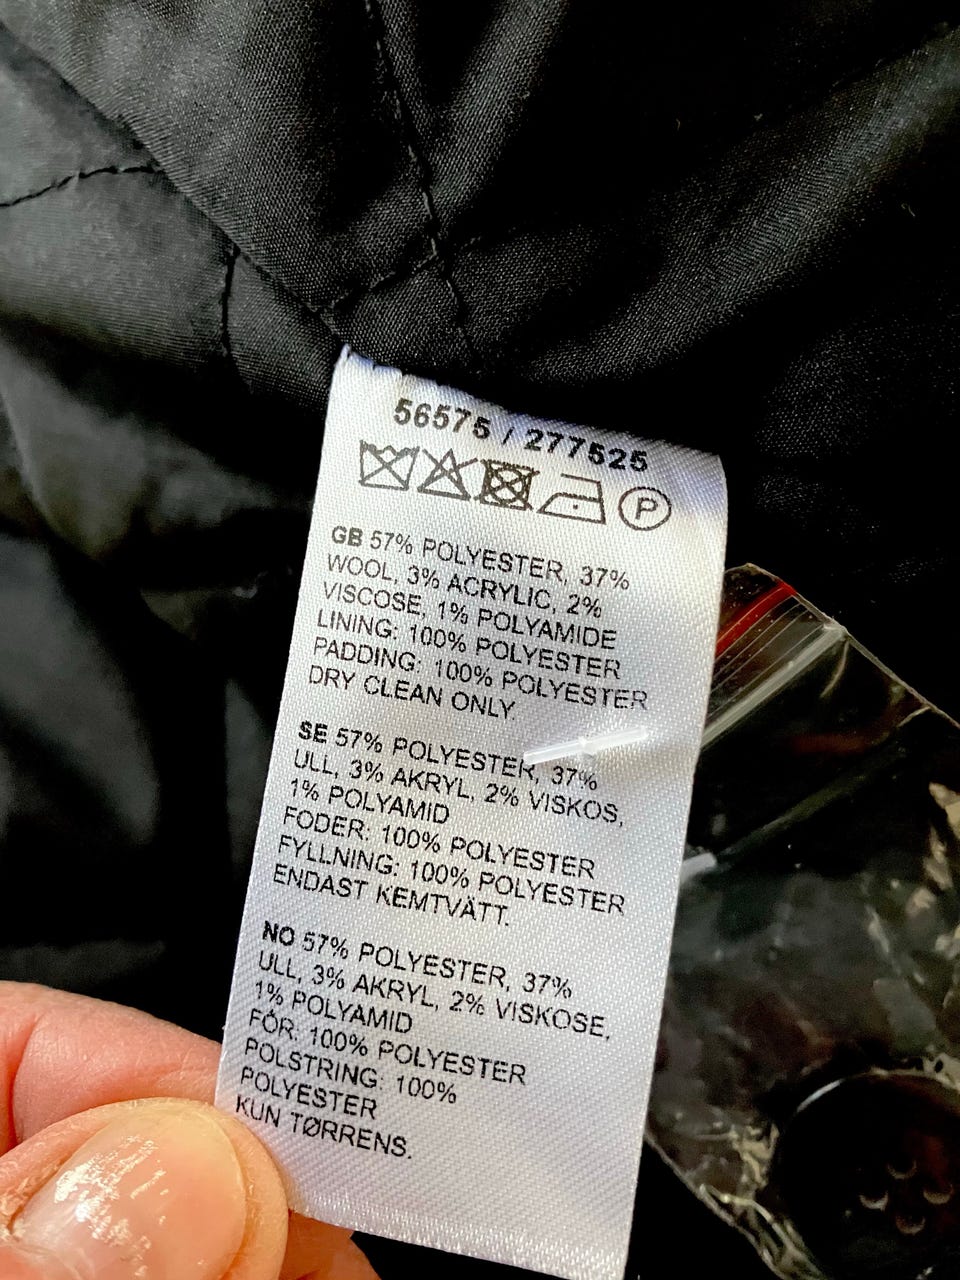 56575 / 277525
P
GB 57% POLYESTER, 37%
WOOL, 3% ACRYLIC, 2%
VISCOSE, 1% POLYAMIDE
LINING: 100% POLYESTER
PADDING: 100% POLYESTER
DRY CLEAN ONLY.
SE 57% POLYESTER, 37%
ULL, 3% AKRYL, 2% VISKOS,
1% POLYAMID
FODER: 100% POLYESTER
FYLLNING: 100% POLYESTER
ENDAST KEMTVÄTT.
NO 57% POLYESTER, 37%
ULL, 3% AKRYL, 2% VISKOSE,
1% POLYAMID
FÓR: 100% POLYESTER
POLSTRING: 100%
POLYESTER
KUN TØRRENS.